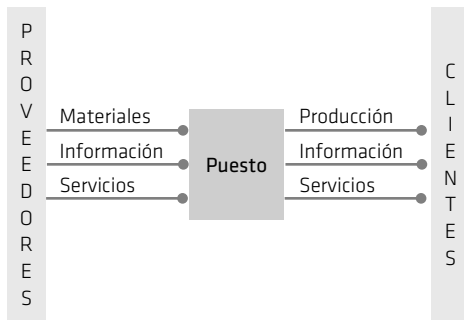 PROVEEDORES
Materiales
Información
Servicios
Puesto
Producción
Información
Servicios
CLIENTES